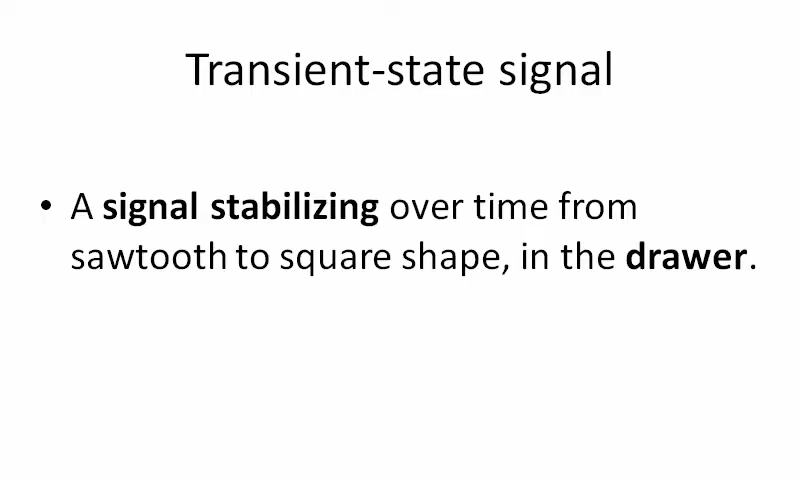 Transient-state signal
• A signal stabilizing over time from
sawtooth to square shape, in the drawer.